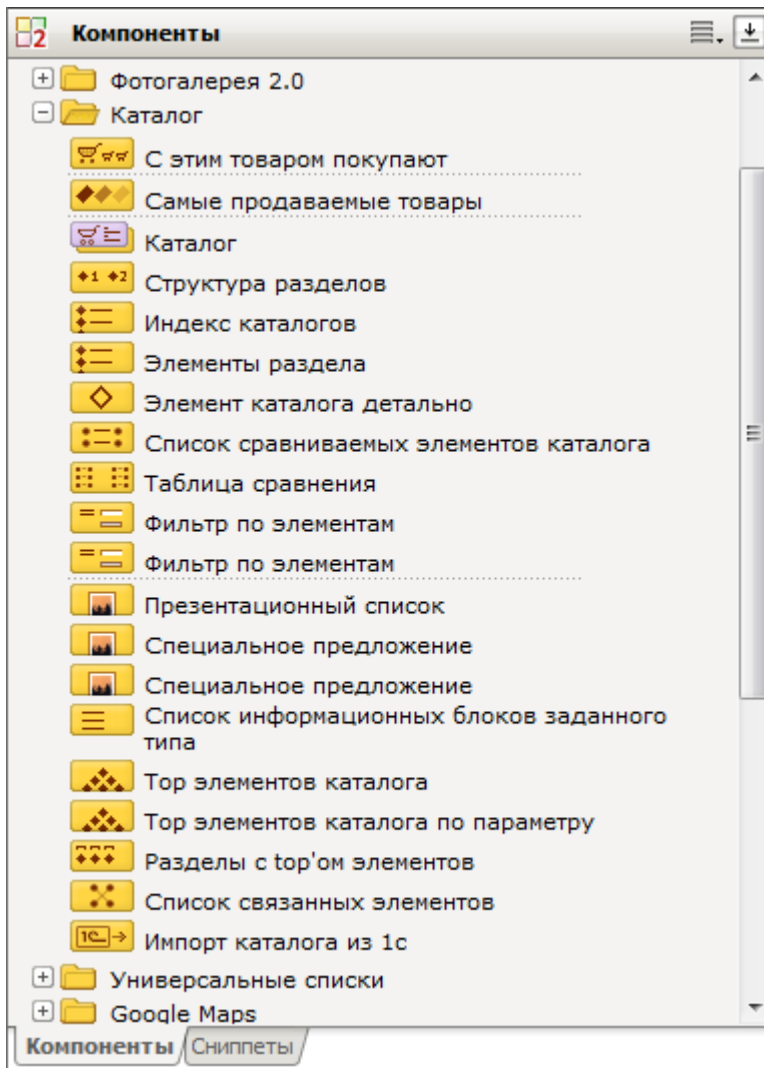 Компоненты
Фотогалерея 2.0
Каталог
С этим товаром покупают
Самые продаваемые товары
Каталог
Структура разделов
Индекс каталогов
Элементы раздела
Элемент каталога детально
Список сравниваемых элементов каталога
Таблица сравнения
Фильтр по элементам
Фильтр по элементам
Презентационный список
Специальное предложение
Специальное предложение
Список информационных блоков заданного
типа
Top элементов каталога
Top элементов каталога по параметру
Разделы с top'ом элементов
Список связанных элементов
Импорт каталога из 1с
Универсальные списки
Google Maps
Компоненты Сниппеты